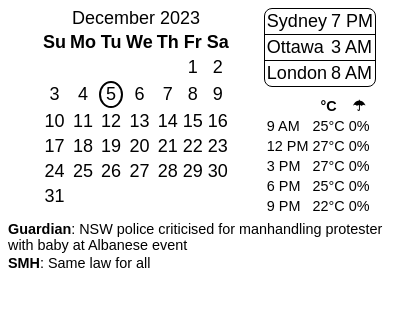 December 2023
Su Mo Tu We Th Fr Sa
1 2
3 4 5 6 7 8 9
10 11 12 13 14 15 16
17 18 19 20 21 22 23
24 25 26 27 28 29 30
31
Sydney 7 PM
Ottawa 3 AM
London 8 AM
°C ☂
9 AM 25°C 0%
12 PM 27°C 0%
3 PM 27°C 0%
6 PM 25°C 0%
9 PM 22°C 0%
Guardian: NSW police criticised for manhandling protester
with baby at Albanese event
SMH: Same law for all